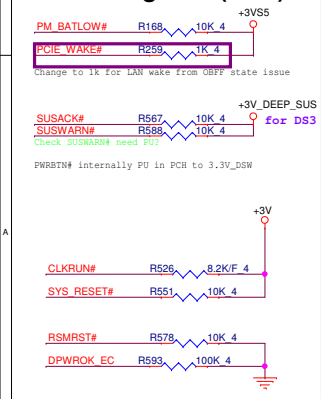 +3VS5
PM_BATLOW# R168 10K_4
PCIE_WAKE# R259 1K_4
Change to 1k for LAN wake from OBFF state issue
+3V_DEEP_SUS
SUSACK# R567 10K_4
for DS3
SUSWARN# R588 10K_4
Check SUSWARN# need PU?
PWRBTN# internally PU in PCH to 3.3V_DSW
+3V
A
CLKRUN# R526 8.2K/F_4
SYS_RESET# R551 10K_4
RSMRST# R578 10K_4
DPWROK_EC R593 100K_4